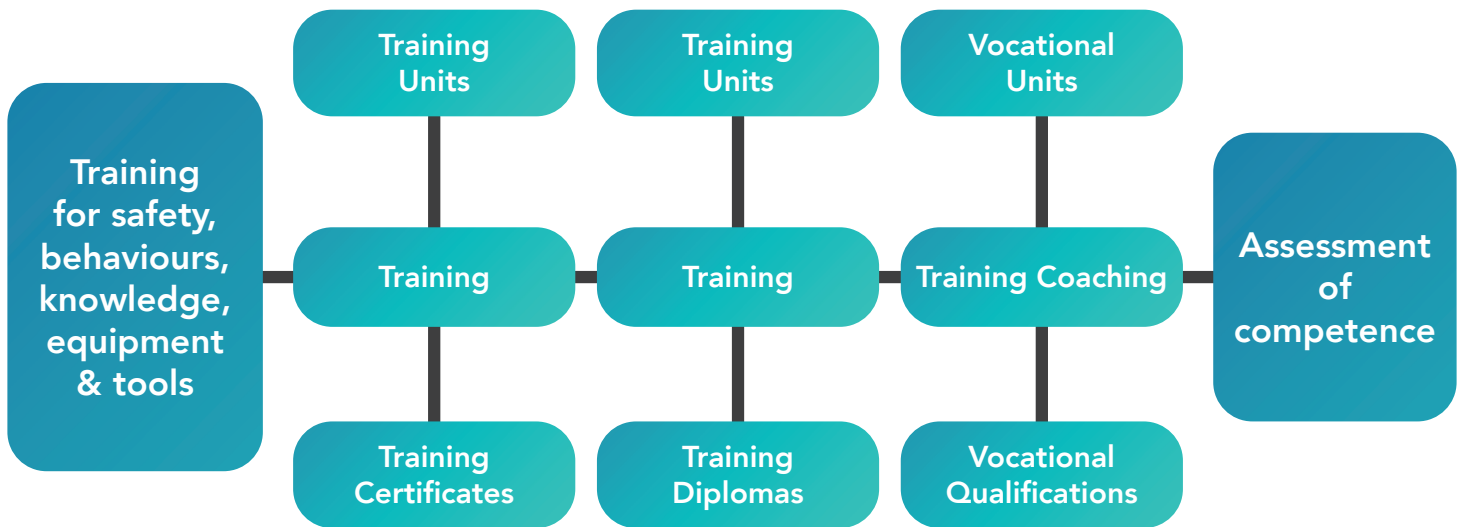 Training
Units
Training
Units
Vocational
Units
Training
for safety,
behaviours,
knowledge,
equipment
& tools
Training
Training
Training Coaching
Assessment
of
competence
Training
Certificates
Training
Diplomas
Vocational
Qualifications